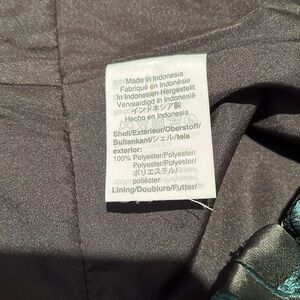 Made in Indonesia
Fabriqué en Indonésie
In Indonesien Hergestellt
Vervaardigd in Indonesië
インドネシア製
Hecho en Indonesia
Shell/Extérieur/Oberstoff/
Buitenkant/シェル/tela
exterior:
100% Polyester/Polyester/
Polyester/Polyester/
ポリエステル/
poliéster
Lining/Doublure/Futter/